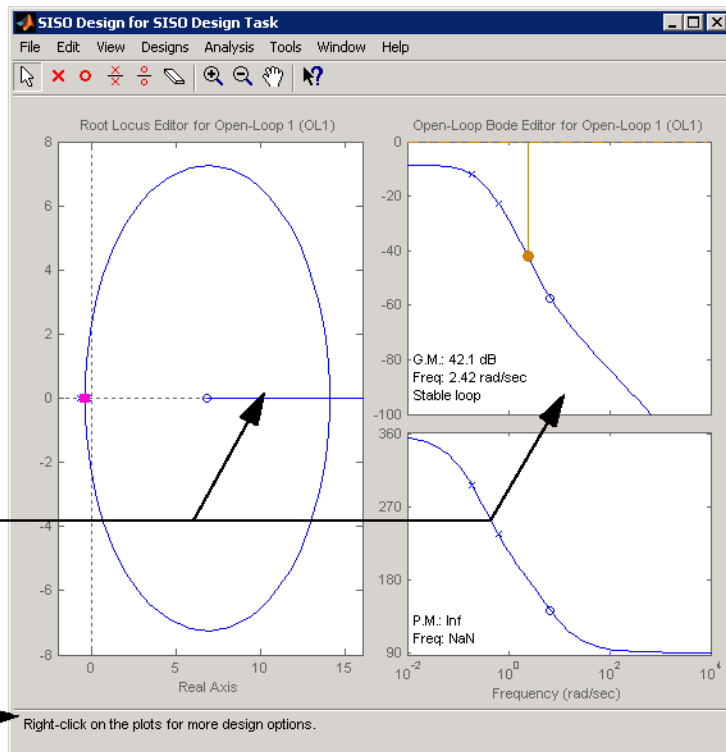 SISO Design for SISO Design Task
File Edit View Designs Analysis Tools Window Help
Root Locus Editor for Open-Loop 1 (OL1)
8
6
4
2
0
-2
-4
-6
-8
0 5 10 15
Real Axis
Open-Loop Bode Editor for Open-Loop 1 (OL1)
0
-20
-40
-60
-80
-100
G.M.: 42.1 dB
Freq: 2.42 rad/sec
Stable loop
360
270
180
90
P.M.: Inf
Freq: NaN
10^-2 10^0 10^2 10^4
Frequency (rad/sec)
Right-click on the plots for more design options.